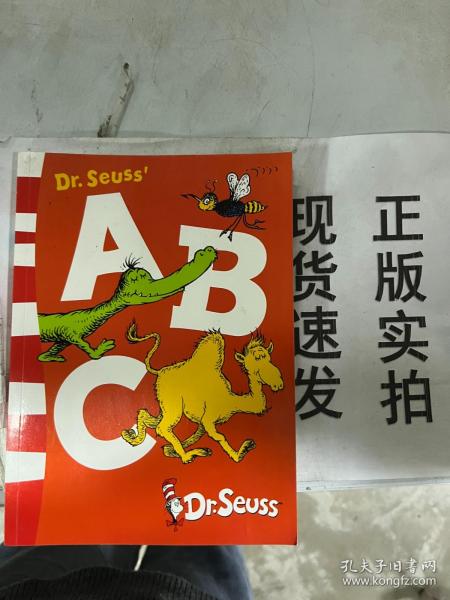 Dr. Seuss'
A
B
C
Dr. Seuss™
正版实拍
现货速发
孔夫子旧书网
www.kongfz.com